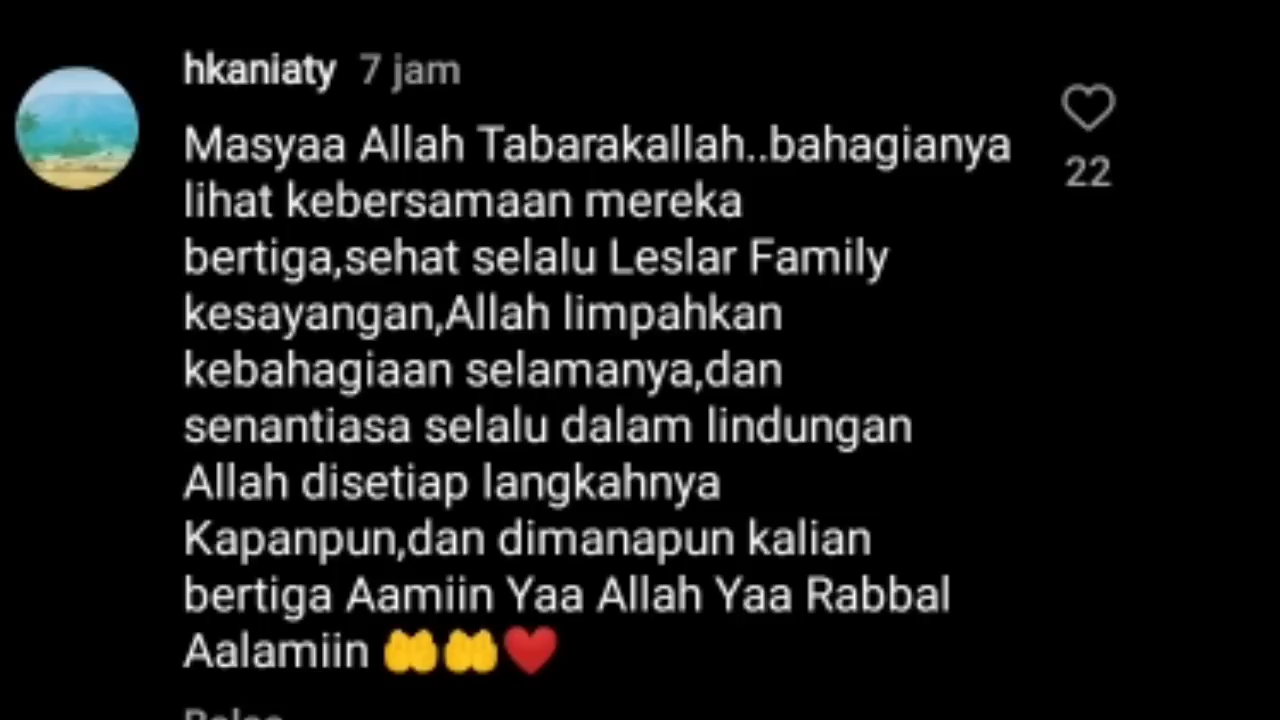 hkaniaty 7 jam
Masyaa Allah Tabarakallah..bahagianya
lihat kebersamaan mereka
bertiga,sehat selalu Leslar Family
kesayangan,Allah limpahkan
kebahagiaan selamanya,dan
senantiasa selalu dalam lindungan
Allah disetiap langkahnya
Kapanpun,dan dimanapun kalian
bertiga Aamiin Yaa Allah Yaa Rabbal
Aalamiin 🤲🤲❤️
22